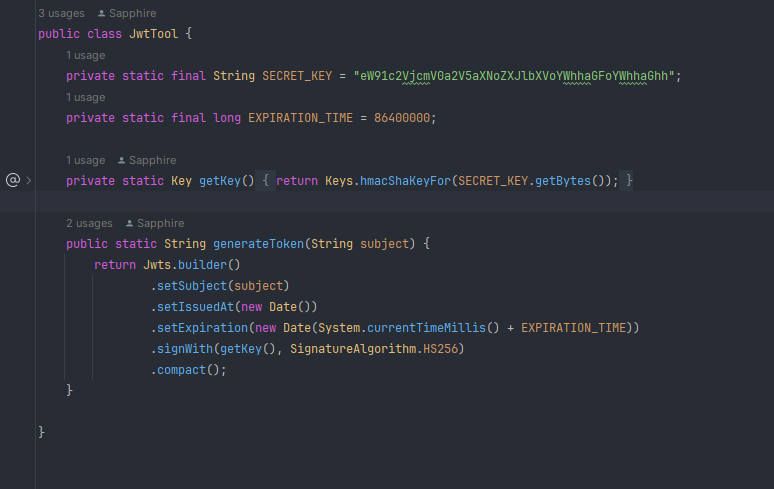 3 usages Sapphire
public class JwtTool {
1 usage
private static final String SECRET_KEY = "eW91c2VjcmV0a2V5aXNoZXJlbXVoYWhhaGFoYWhhaGhh";
1 usage
private static final long EXPIRATION_TIME = 86400000;
1 usage Sapphire
private static Key getKey() { return Keys.hmacShaKeyFor(SECRET_KEY.getBytes()); }
2 usages Sapphire
public static String generateToken(String subject) {
return Jwts.builder()
.setSubject(subject)
.setIssuedAt(new Date())
.setExpiration(new Date(System.currentTimeMillis() + EXPIRATION_TIME))
.signWith(getKey(), SignatureAlgorithm.HS256)
.compact();
}
}